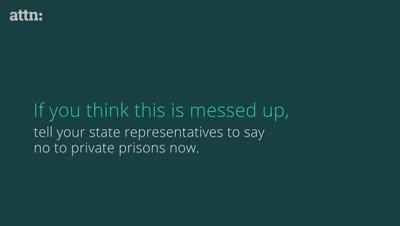 attn:
If you think this is messed up,
tell your state representatives to say
no to private prisons now.